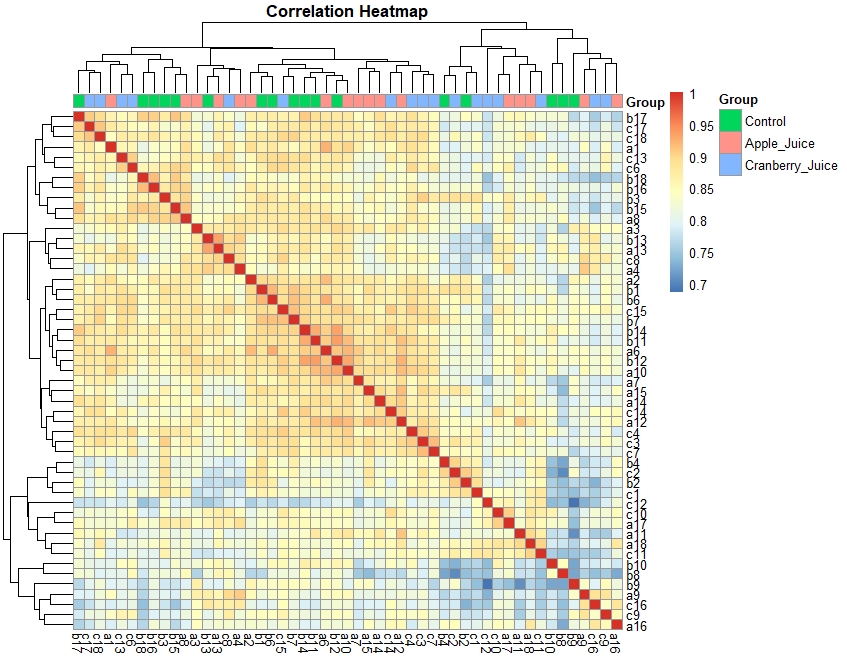 Correlation Heatmap
Group
b17
c17
c18
a1
c13
c6
b18
b16
b3
b15
a8
a3
b13
a13
c8
a4
a2
b1
b6
c15
b7
b14
b11
a6
b12
a10
a7
a15
a14
c14
a12
c4
c3
c7
b4
c2
b2
c1
c12
c10
a17
a11
a18
c11
b10
b8
b9
a9
c16
c9
a16
1
0.95
0.9
0.85
0.8
0.75
0.7
Group
Control
Apple_Juice
Cranberry_Juice